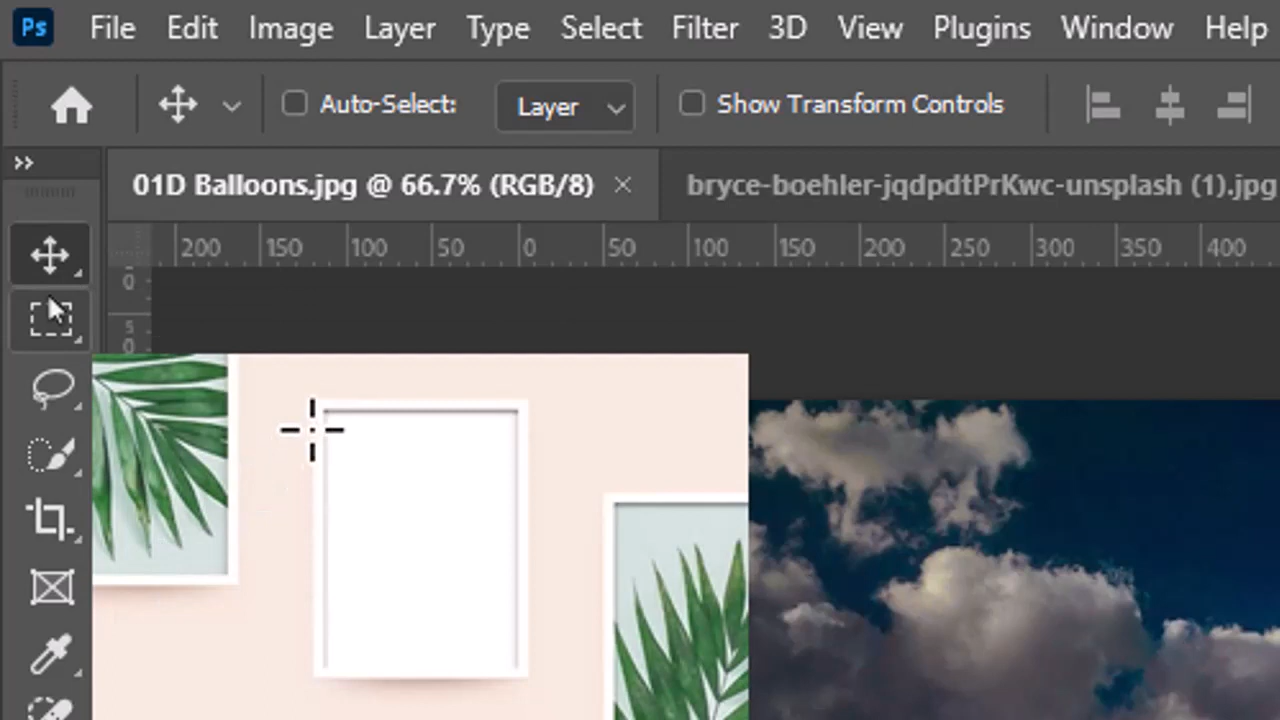 Ps File Edit Image Layer Type Select Filter 3D View Plugins Window Help
Auto-Select: Layer Show Transform Controls
01D Balloons.jpg @ 66.7% (RGB/8) × bryce-boehler-jqdpdtPrKwc-unsplash (1).jpg
200 150 100 50 0 50 100 150 200 250 300 350 400
0
5
0